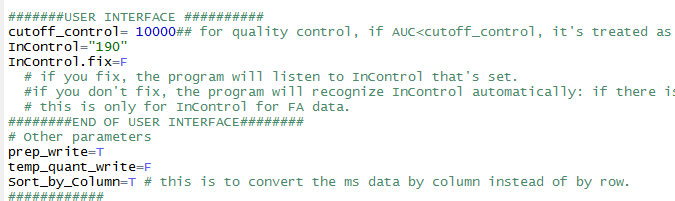 #######USER INTERFACE ##########
cutoff_control= 10000## for quality control, if AUC<cutoff_control, it's treated as
InControl="190"
InControl.fix=F
# if you fix, the program will listen to InControl that's set.
#if you don't fix, the program will recognize InControl automatically: if there is
# this is only for InControl for FA data.
########END OF USER INTERFACE########
# Other parameters
prep_write=T
temp_quant_write=F
Sort_by_Column=T # this is to convert the ms data by column instead of by row.
############